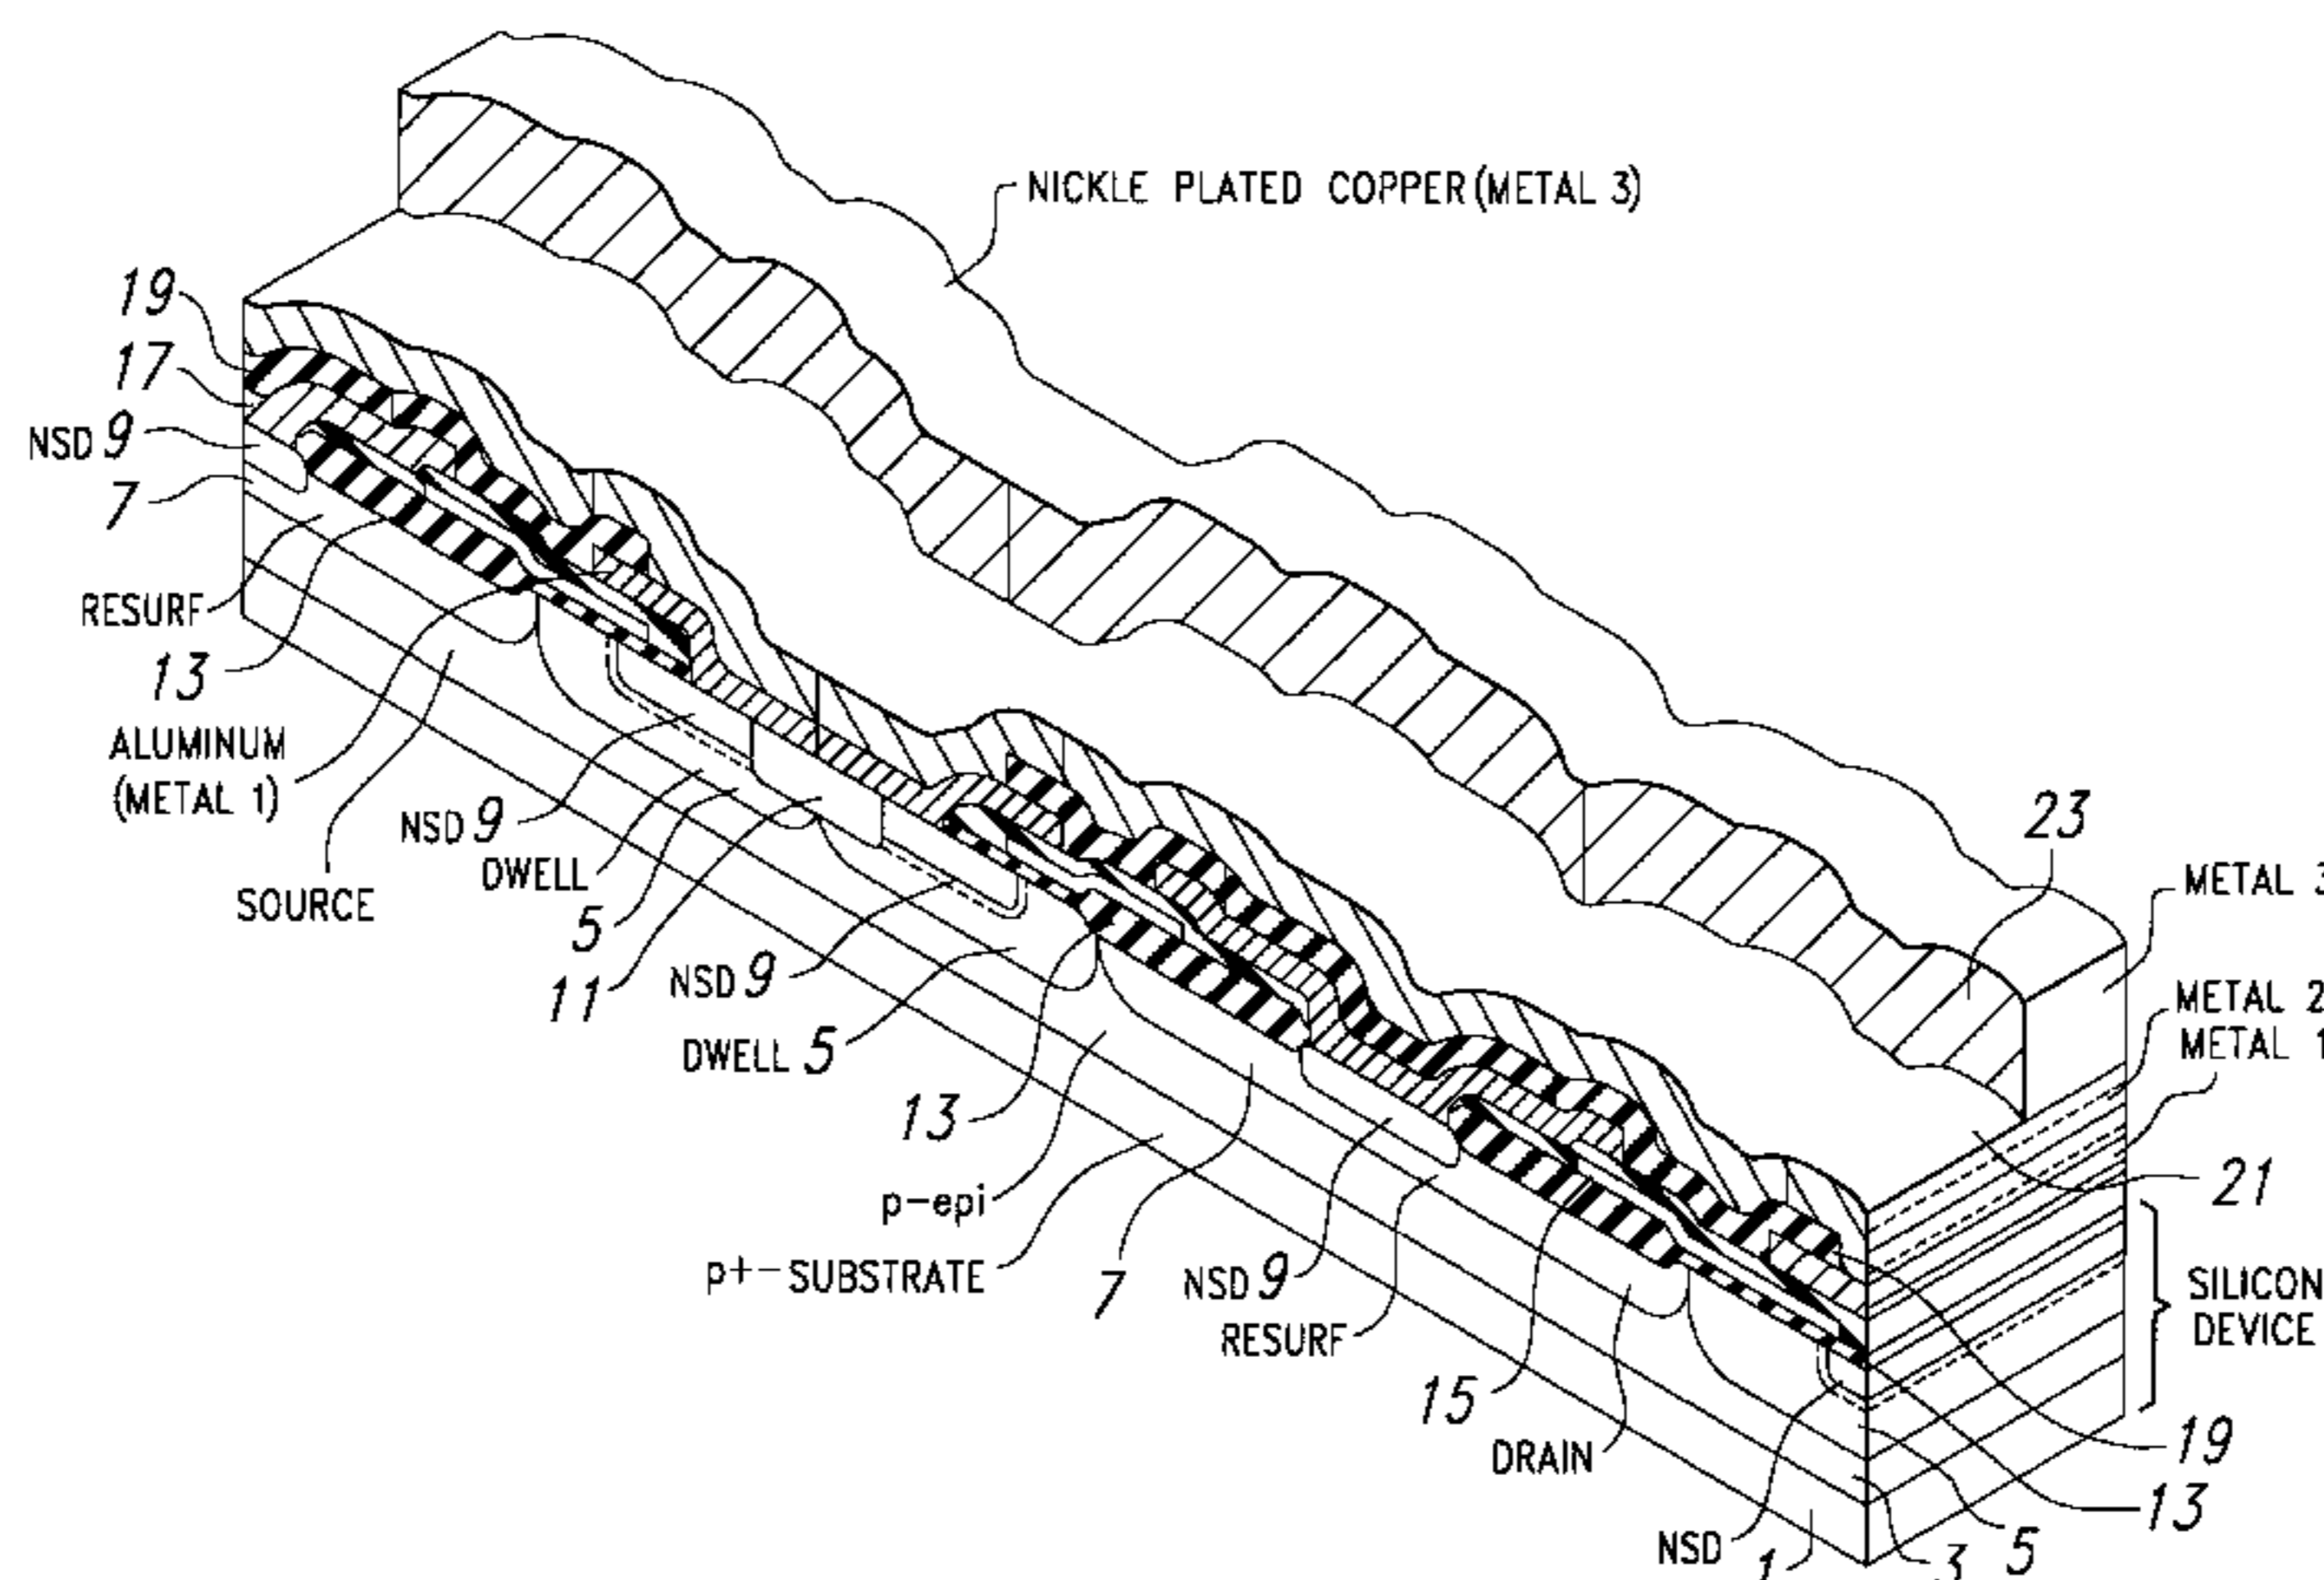 NICKLE PLATED COPPER (METAL 3)
19
17
NSD 9
7
RESURF
13
ALUMINUM
(METAL 1)
SOURCE
NSD 9
DWELL
5
11
NSD 9
DWELL 5
13
p-epi
p+-SUBSTRATE
7
NSD 9
RESURF
15
DRAIN
23
METAL 3
METAL 2
METAL 1
21
SILICON
DEVICE
19
13
5
NSD
1
3